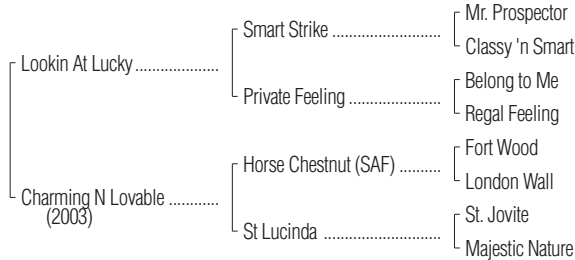 Mr. Prospector
Smart Strike ..........................
Classy 'n Smart
Lookin At Lucky....................
Belong to Me
Private Feeling ......................
Regal Feeling
Fort Wood
Horse Chestnut (SAF) ..........
London Wall
Charming N Lovable ............
(2003)
St. Jovite
St Lucinda ............................
Majestic Nature